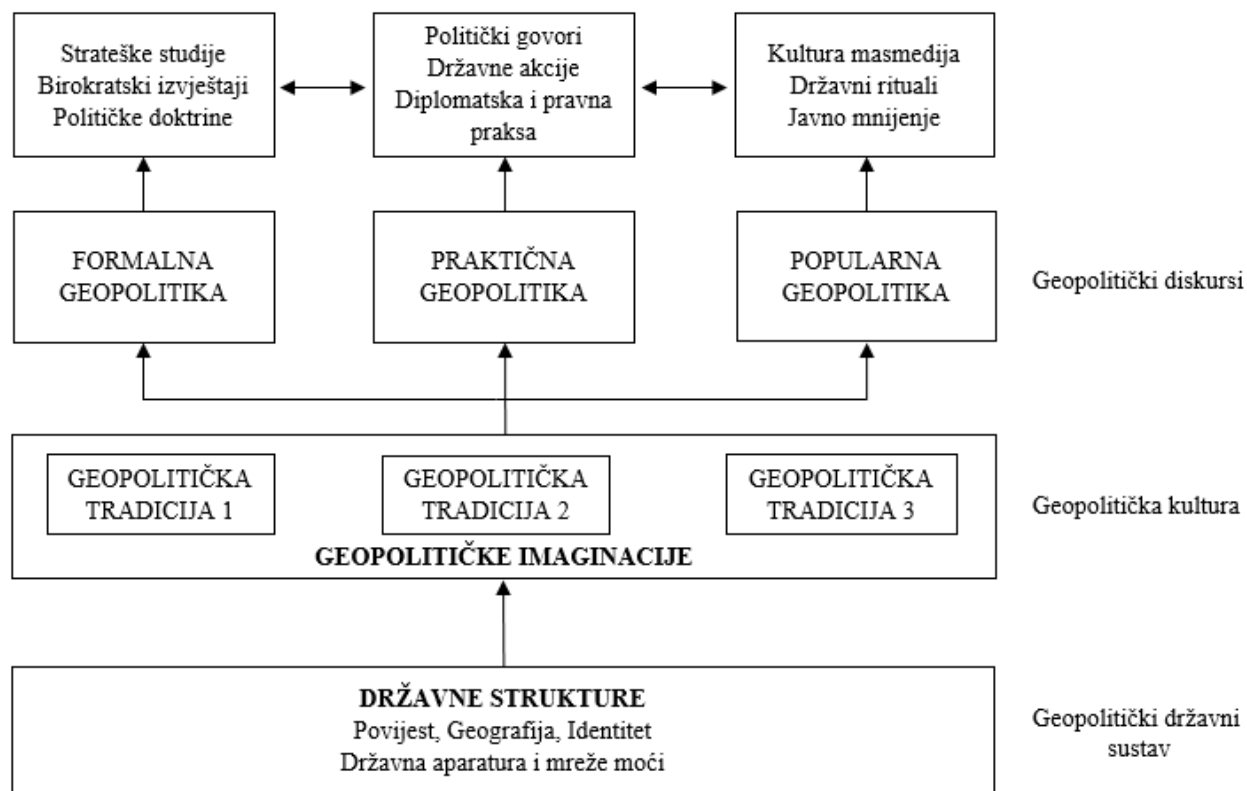 Strateške studije
Birokratski izvještaji
Političke doktrine
Politički govori
Državne akcije
Diplomatska i pravna
praksa
Kultura masmedija
Državni rituali
Javno mnijenje
FORMALNA
GEOPOLITIKA
PRAKTIČNA
GEOPOLITIKA
POPULARNA
GEOPOLITIKA
Geopolitički diskursi
GEOPOLITIČKA
TRADICIJA 1
GEOPOLITIČKA
TRADICIJA 2
GEOPOLITIČKA
TRADICIJA 3
GEOPOLITIČKE IMAGINACIJE
Geopolitička kultura
DRŽAVNE STRUKTURE
Povijest, Geografija, Identitet
Državna aparatura i mreže moći
Geopolitički državni
sustav